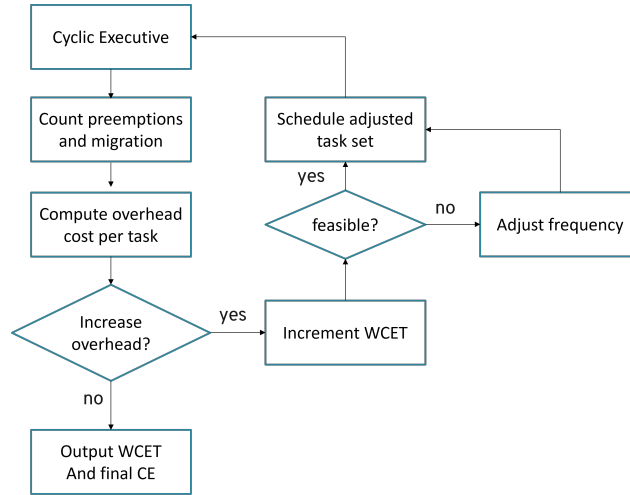 Cyclic Executive
Count preemptions
and migration
Schedule adjusted
task set
yes
Compute overhead
cost per task
feasible?
no
Adjust frequency
Increase
overhead?
yes
Increment WCET
no
Output WCET
And final CE